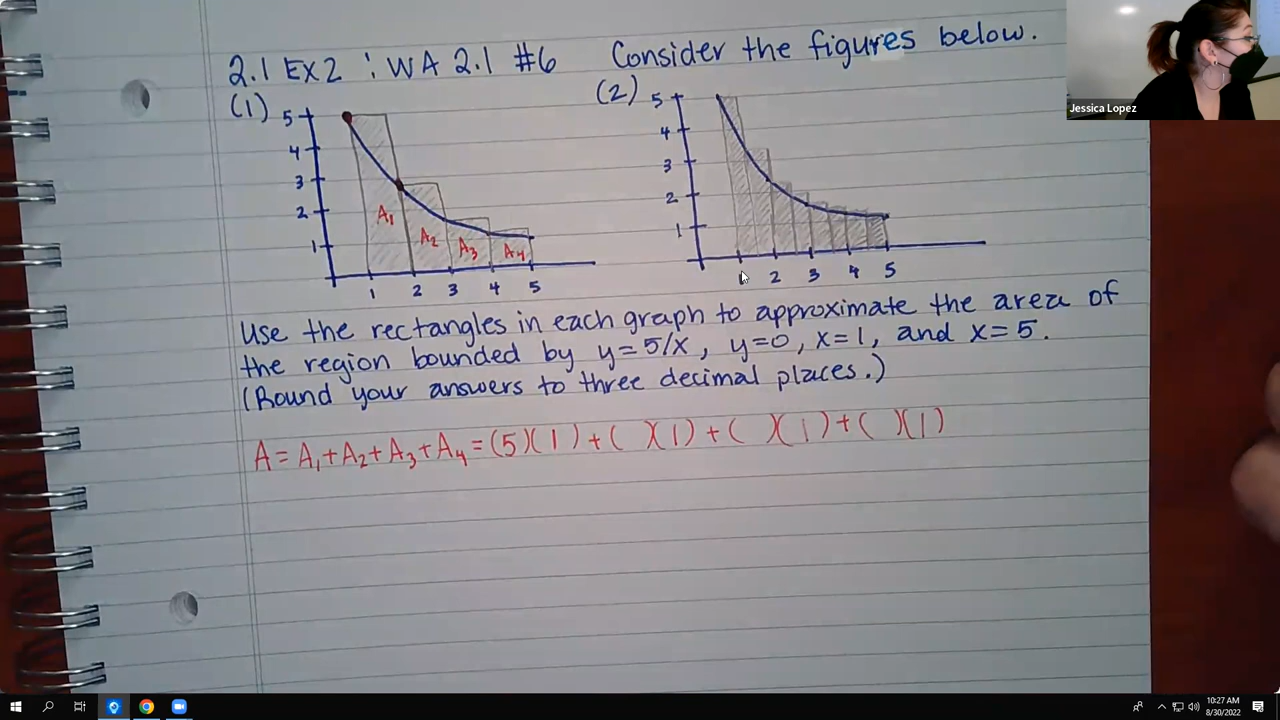 2.1 Ex2 : WA 2.1 #6 Consider the figures below.
Jessica Lopez
(1)
5
4
3
2
1
A₁
A₂
A₃
A₄
1 2 3 4 5
(2)
5
4
3
2
1
1 2 3 4 5
Use the rectangles in each graph to approximate the area of
the region bounded by y=5/x, y=0, x=1, and x=5.
(Round your answers to three decimal places.)
A = A₁+A₂+A₃+A₄ = (5)(1)+( )(1)+( )(1)+( )(1)
10:27 AM
8/30/2022